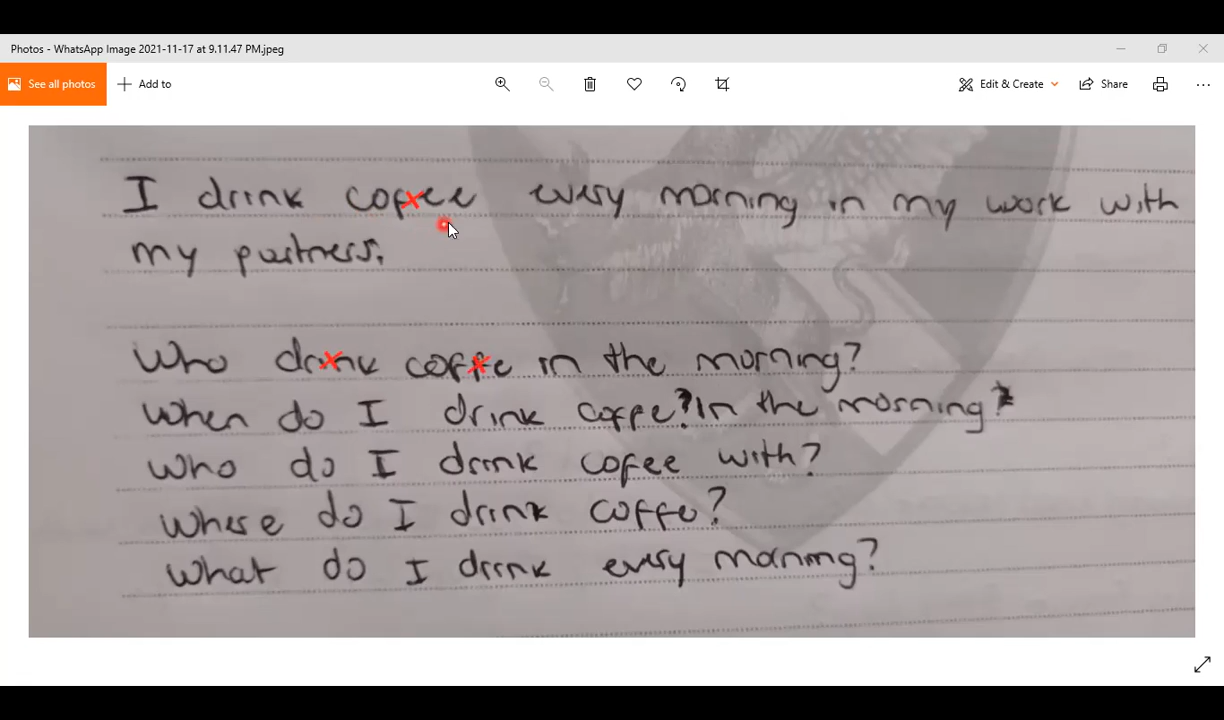 Photos - WhatsApp Image 2021-11-17 at 9.11.47 PM.jpeg
See all photos
Add to
Edit & Create
Share
I drink cofee every morning in my work with
my partners.
Who drink coffe in the morning?
When do I drink coffe? In the morning?
Who do I drink cofee with?
Where do I drink coffe?
What do I drink every morning?